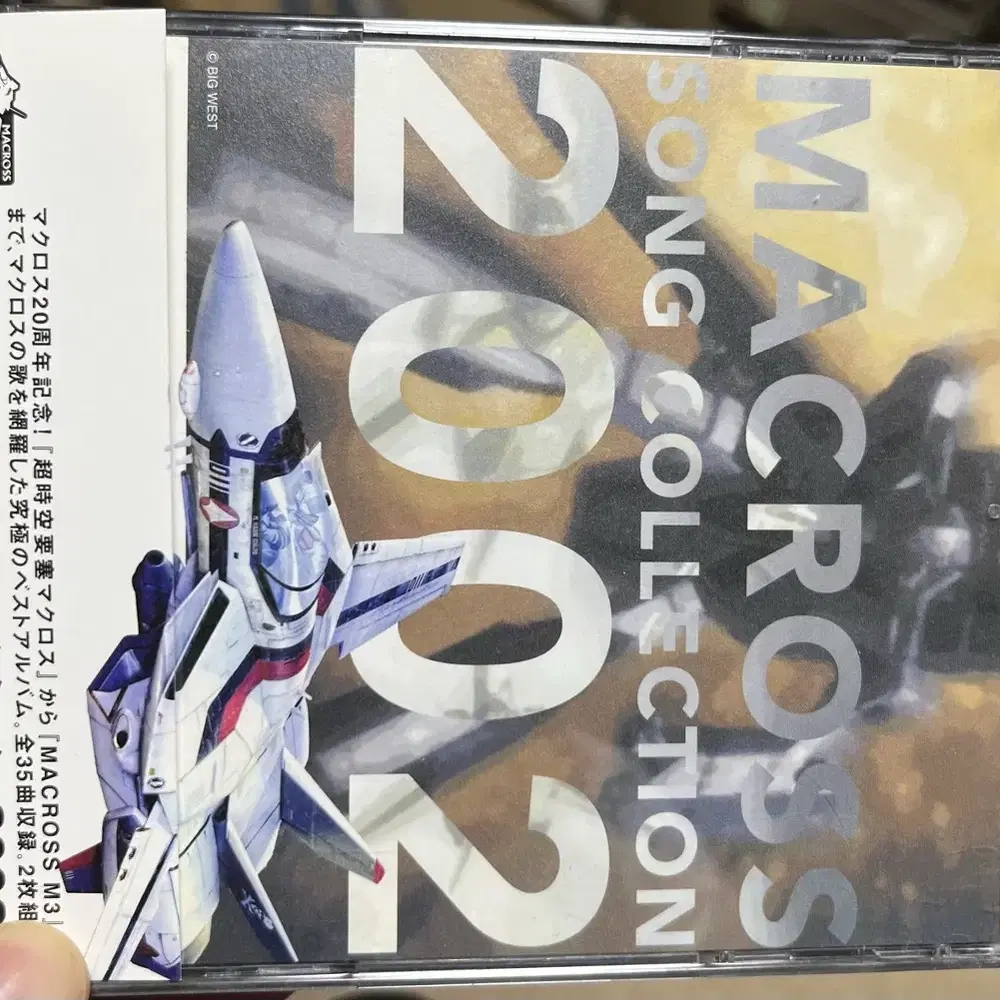 MACROSS
SONG COLLECTION
2002
© BIG WEST
MACROSS
マクロス20周年記念!『超時空要塞マクロス』から『MACROSS M3』
まで、マクロスの歌を網羅した究極のベストアルバム。全35曲収録。2枚組